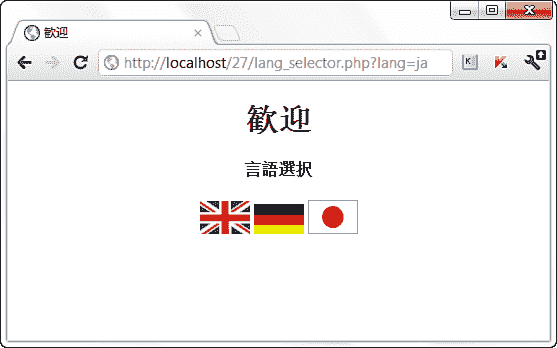 歓迎
http://localhost/27/lang_selector.php?lang=ja
歓迎
言語選択